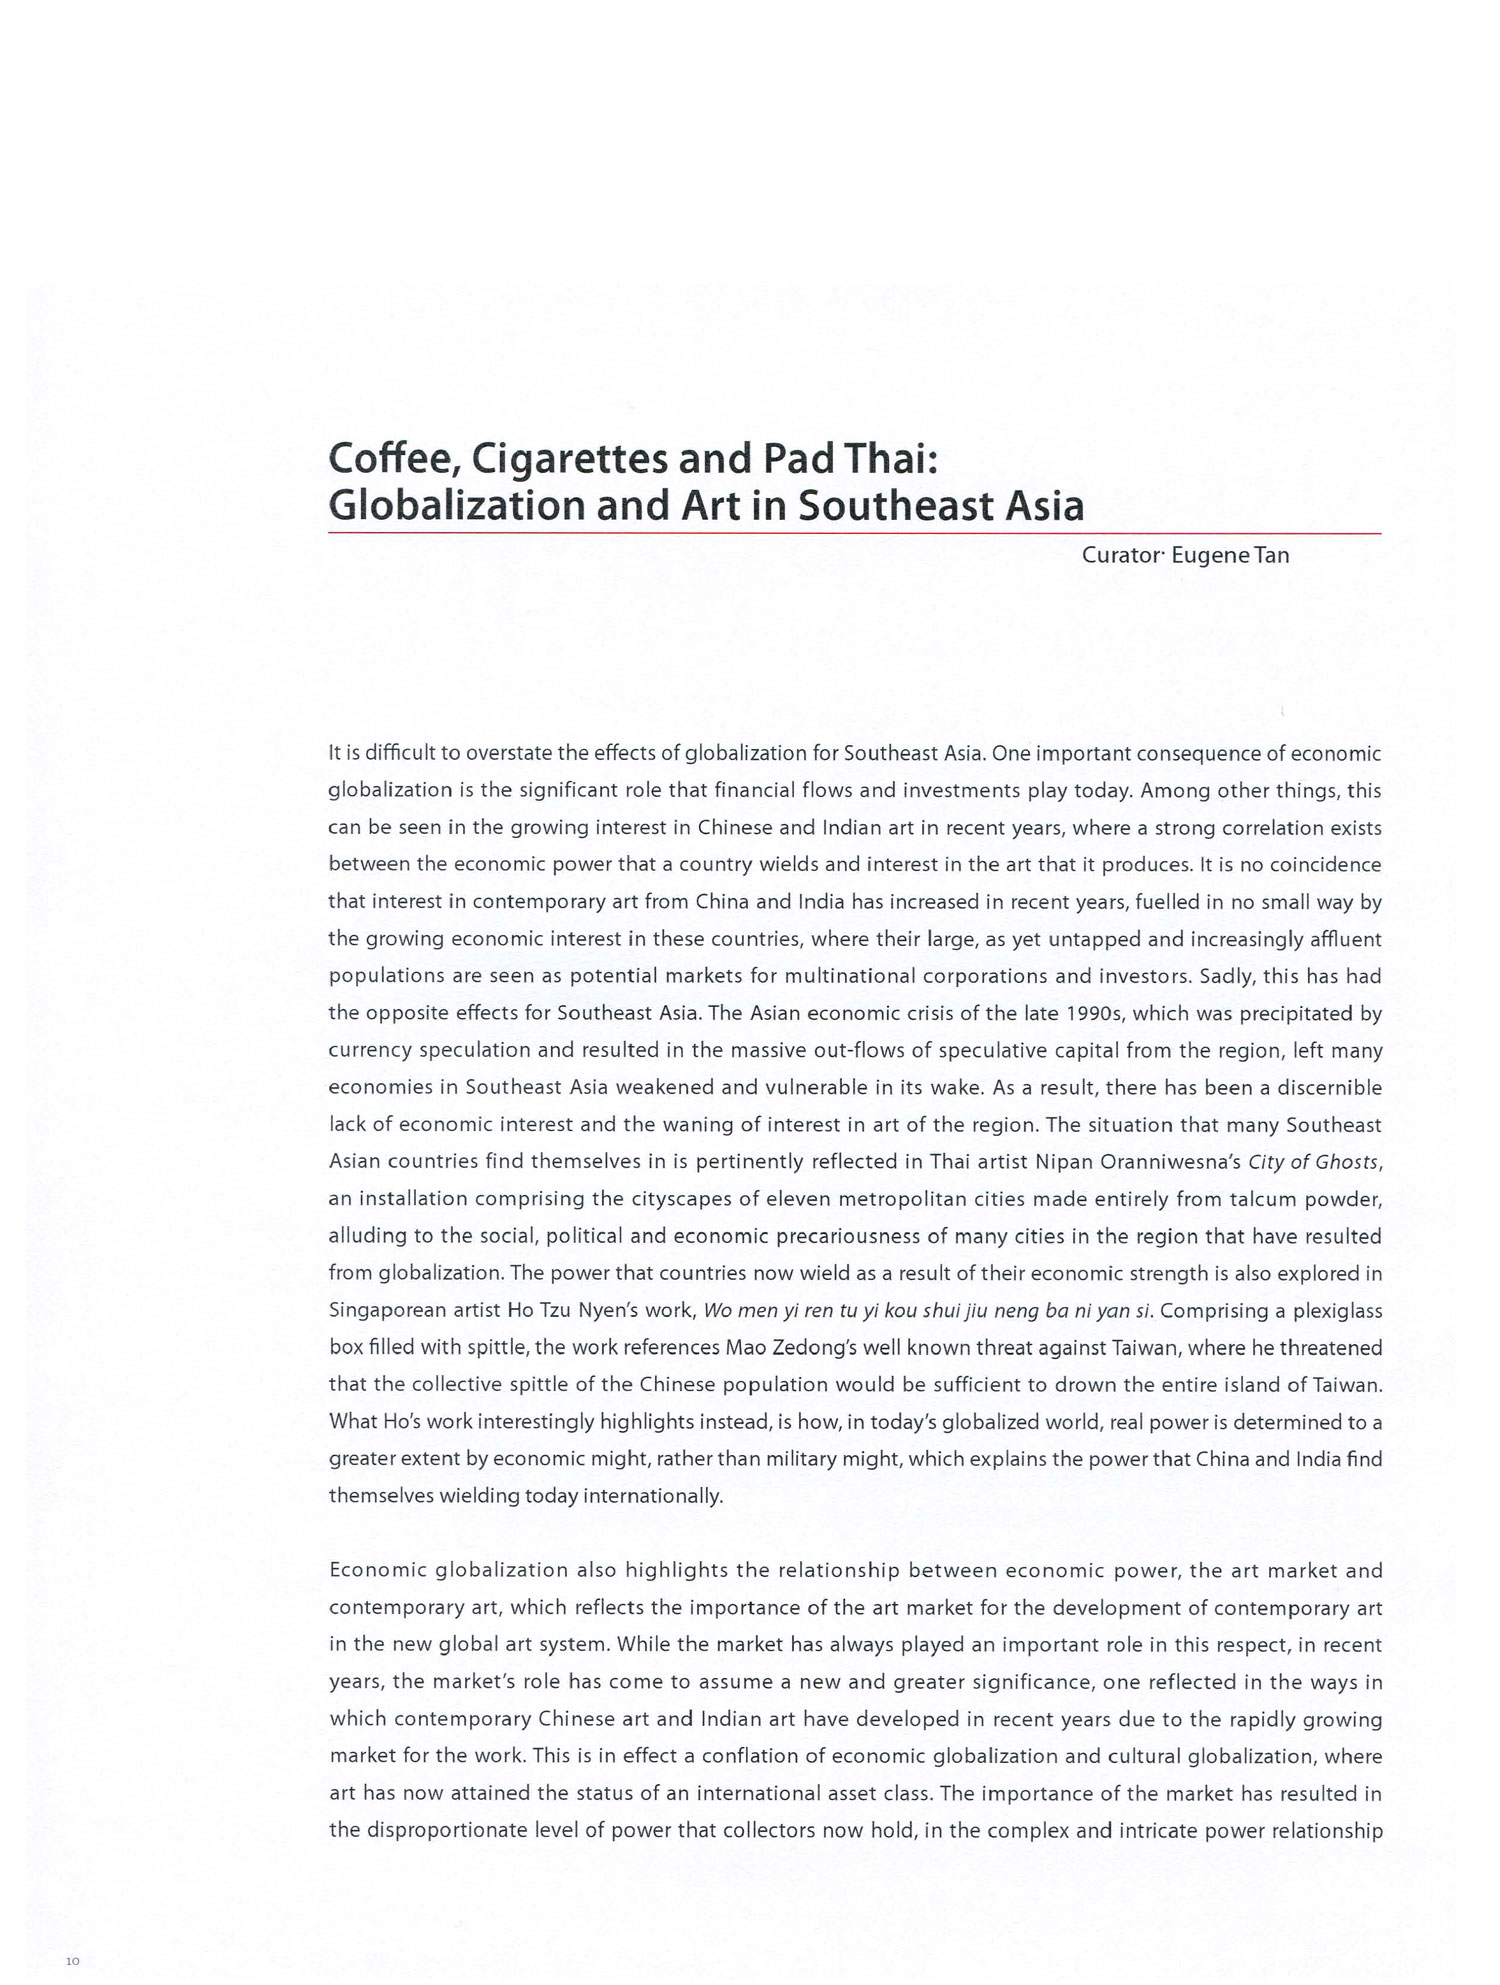 Coffee, Cigarettes and Pad Thai:
Globalization and Art in Southeast Asia
Curator· Eugene Tan
It is difficult to overstate the effects of globalization for Southeast Asia. One important consequence of economic
globalization is the significant role that financial flows and investments play today. Among other things, this
can be seen in the growing interest in Chinese and Indian art in recent years, where a strong correlation exists
between the economic power that a country wields and interest in the art that it produces. It is no coincidence
that interest in contemporary art from China and India has increased in recent years, fuelled in no small way by
the growing economic interest in these countries, where their large, as yet untapped and increasingly affluent
populations are seen as potential markets for multinational corporations and investors. Sadly, this has had
the opposite effects for Southeast Asia. The Asian economic crisis of the late 1990s, which was precipitated by
currency speculation and resulted in the massive out-flows of speculative capital from the region, left many
economies in Southeast Asia weakened and vulnerable in its wake. As a result, there has been a discernible
lack of economic interest and the waning of interest in art of the region. The situation that many Southeast
Asian countries find themselves in is pertinently reflected in Thai artist Nipan Oranniwesna's City of Ghosts,
an installation comprising the cityscapes of eleven metropolitan cities made entirely from talcum powder,
alluding to the social, political and economic precariousness of many cities in the region that have resulted
from globalization. The power that countries now wield as a result of their economic strength is also explored in
Singaporean artist Ho Tzu Nyen's work, Wo men yi ren tu yi kou shui jiu neng ba ni yan si. Comprising a plexiglass
box filled with spittle, the work references Mao Zedong's well known threat against Taiwan, where he threatened
that the collective spittle of the Chinese population would be sufficient to drown the entire island of Taiwan.
What Ho's work interestingly highlights instead, is how, in today's globalized world, real power is determined to a
greater extent by economic might, rather than military might, which explains the power that China and India find
themselves wielding today internationally.
Economic globalization also highlights the relationship between economic power, the art market and
contemporary art, which reflects the importance of the art market for the development of contemporary art
in the new global art system. While the market has always played an important role in this respect, in recent
years, the market's role has come to assume a new and greater significance, one reflected in the ways in
which contemporary Chinese art and Indian art have developed in recent years due to the rapidly growing
market for the work. This is in effect a conflation of economic globalization and cultural globalization, where
art has now attained the status of an international asset class. The importance of the market has resulted in
the disproportionate level of power that collectors now hold, in the complex and intricate power relationship
10